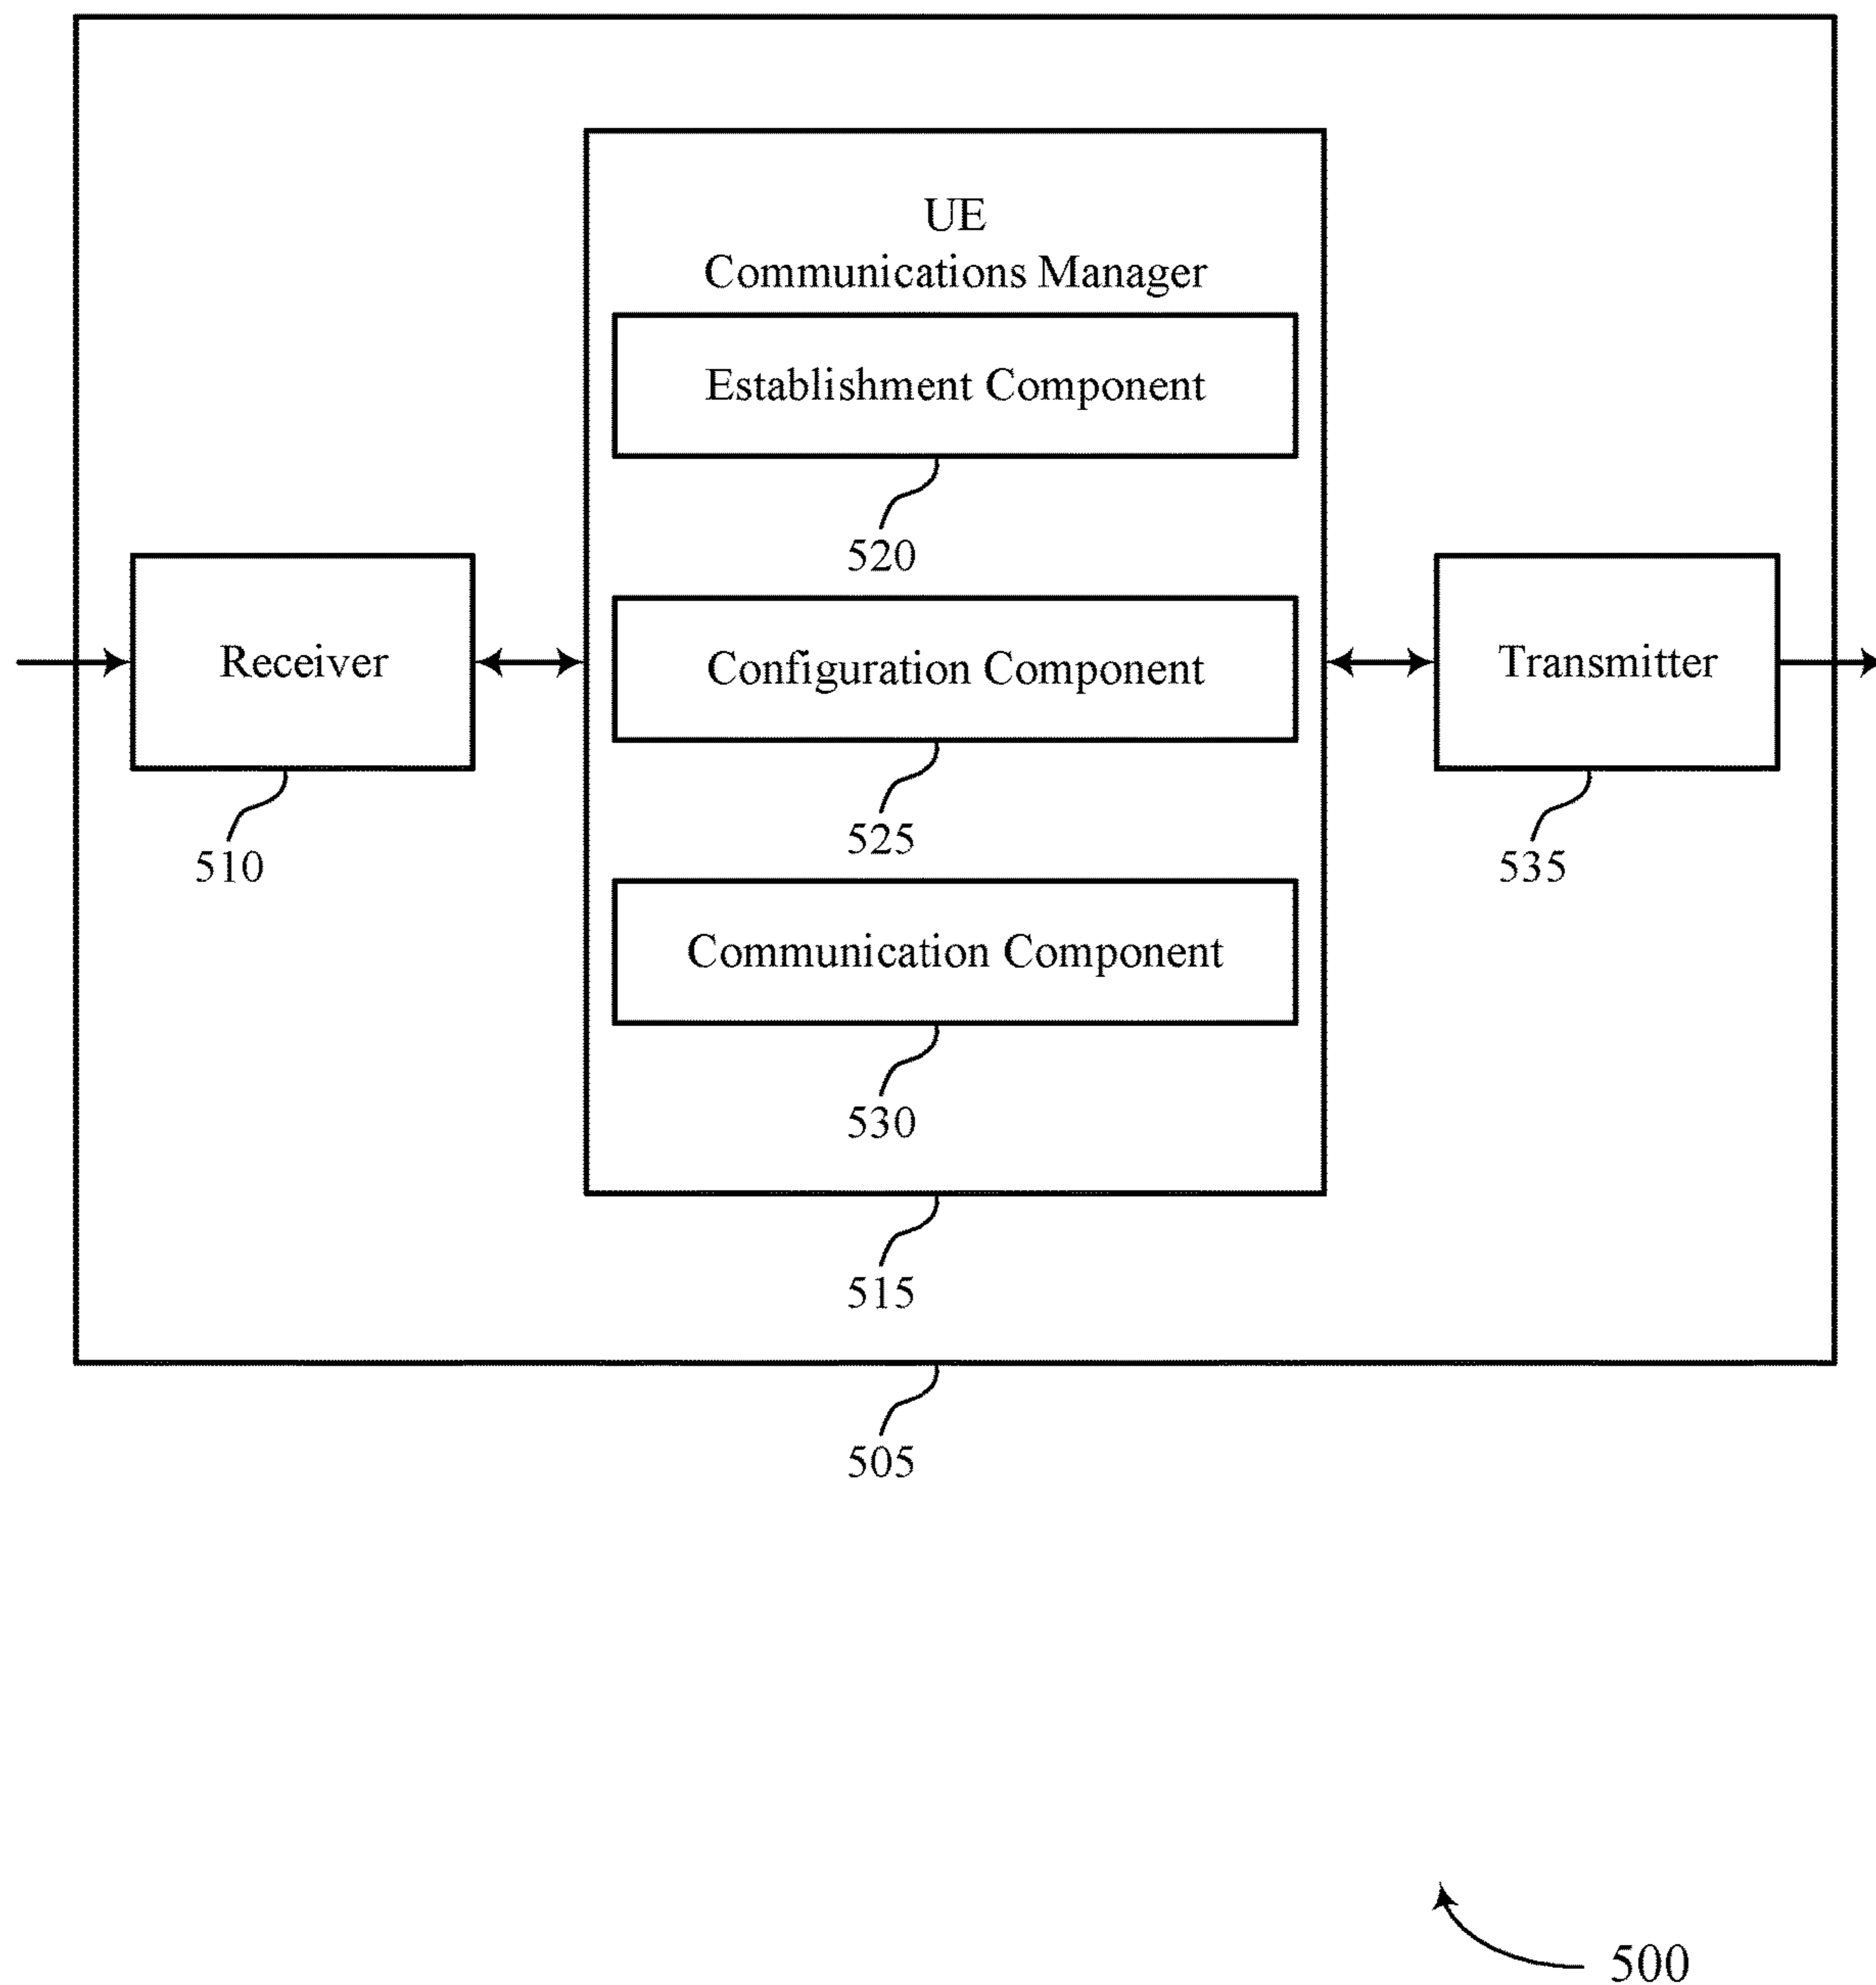 UE
Communications Manager
Establishment Component
520
Receiver
510
Configuration Component
525
Transmitter
535
Communication Component
530
515
505
500